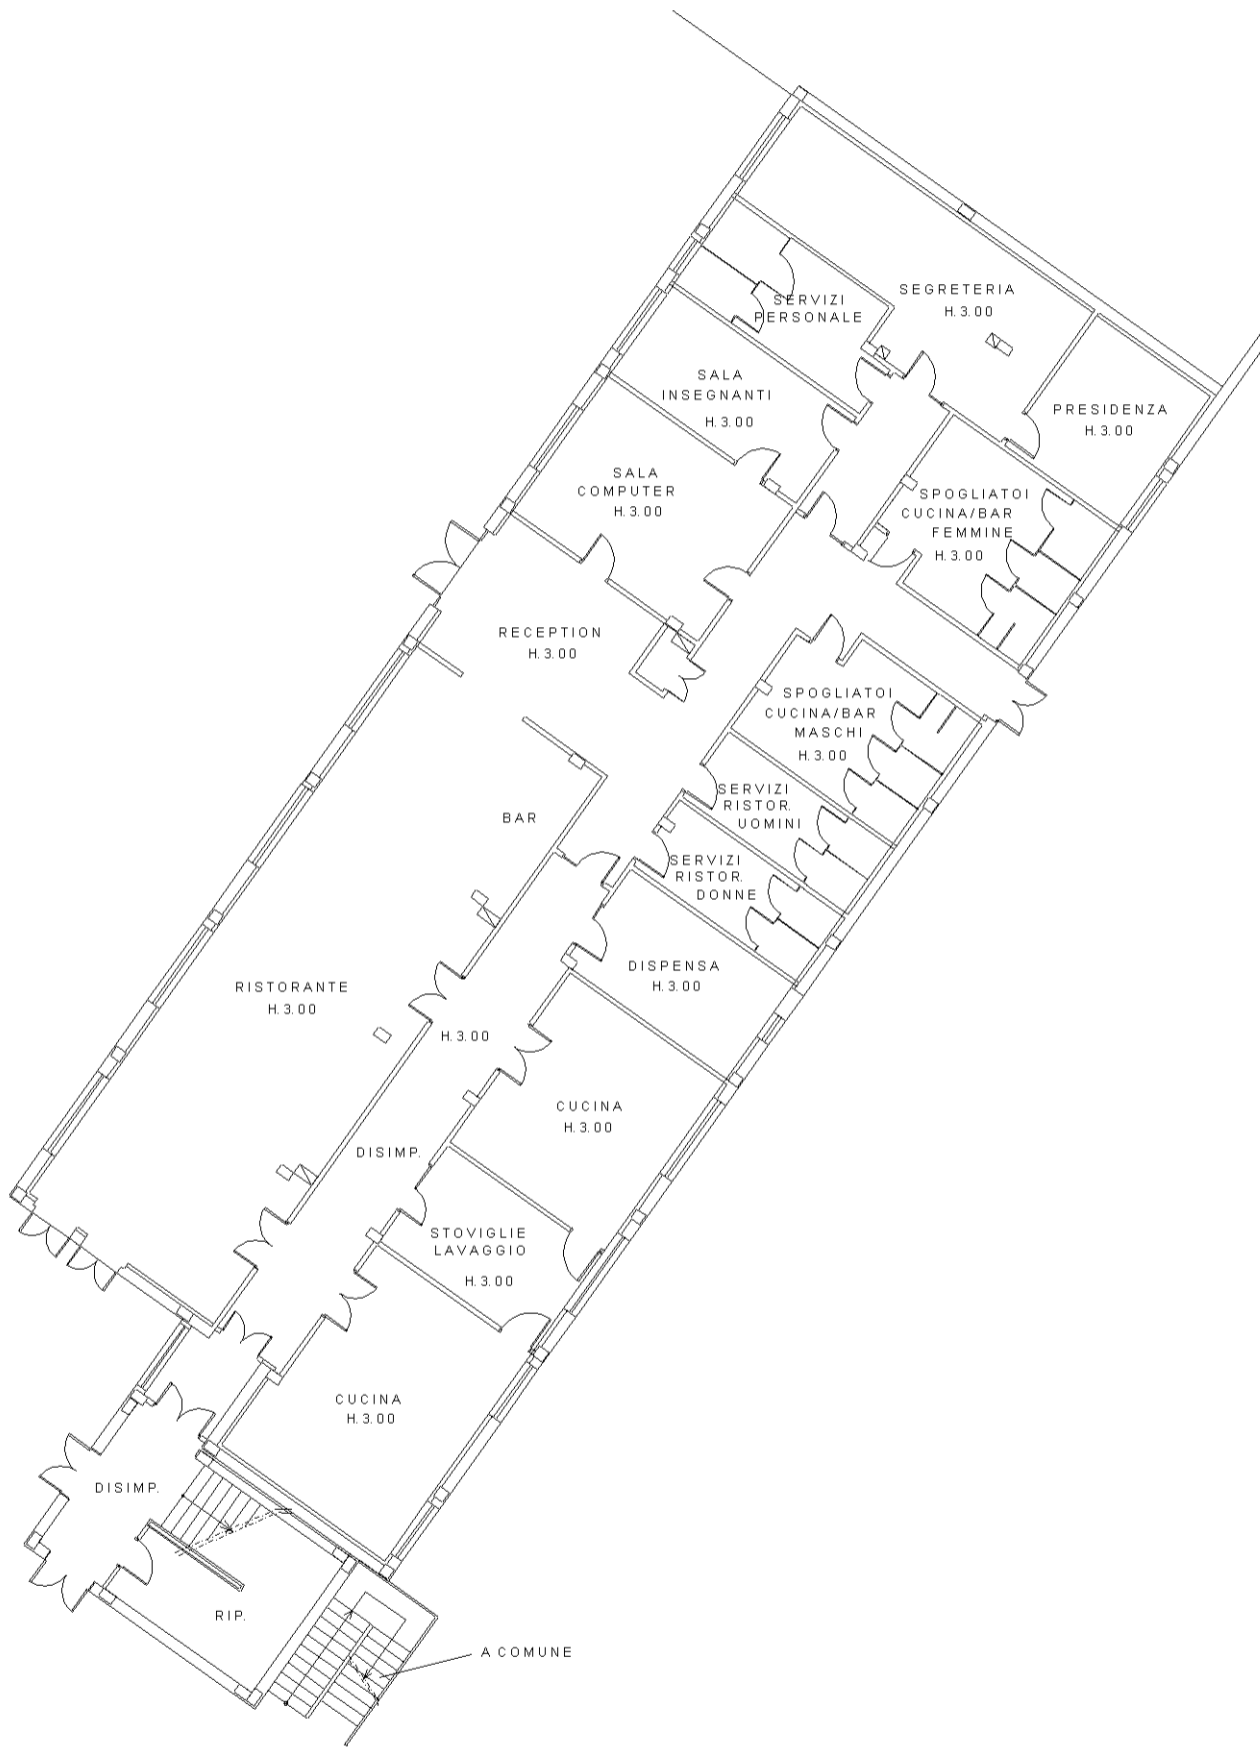 SEGRETERIA
H.3.00
SERVIZI
PERSONALE
SALA
INSEGNANTI
H.3.00
PRESIDENZA
H.3.00
SALA
COMPUTER
H.3.00
SPOGLIATOI
CUCINA/BAR
FEMMINE
H.3.00
RECEPTION
H.3.00
SPOGLIATOI
CUCINA/BAR
MASCHI
H.3.00
SERVIZI
RISTOR.
UOMINI
BAR
SERVIZI
RISTOR.
DONNE
DISPENSA
H.3.00
RISTORANTE
H.3.00
H.3.00
CUCINA
H.3.00
DISIMP.
STOVIGLIE
LAVAGGIO
H.3.00
CUCINA
H.3.00
DISIMP.
RIP.
A COMUNE